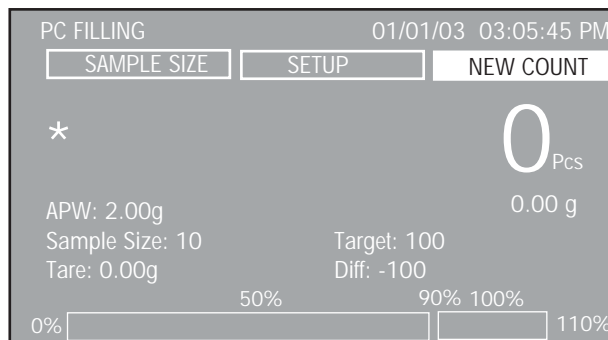 PC FILLING 01/01/03 03:05:45 PM
SAMPLE SIZE SETUP NEW COUNT
*
0 Pcs
APW: 2.00g 0.00 g
Sample Size: 10 Target: 100
Tare: 0.00g Diff: -100
50% 90% 100%
0% 110%